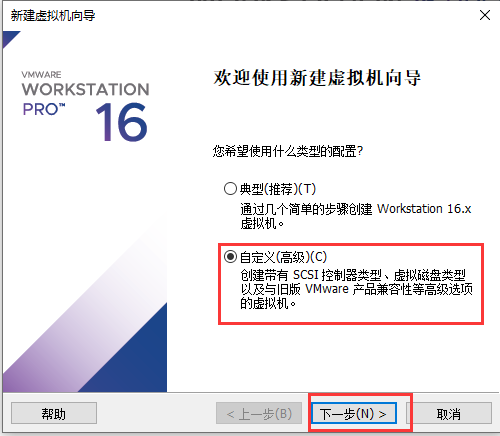 新建虚拟机向导
VMWARE
WORKSTATION
PRO™ 16
欢迎使用新建虚拟机向导
您希望使用什么类型的配置?
典型(推荐)(T)
通过几个简单的步骤创建 Workstation 16.x
虚拟机。
自定义(高级)(C)
创建带有 SCSI 控制器类型、虚拟磁盘类型
以及与旧版 VMware 产品兼容性等高级选项
的虚拟机。
帮助
< 上一步(B)
下一步(N) >
取消